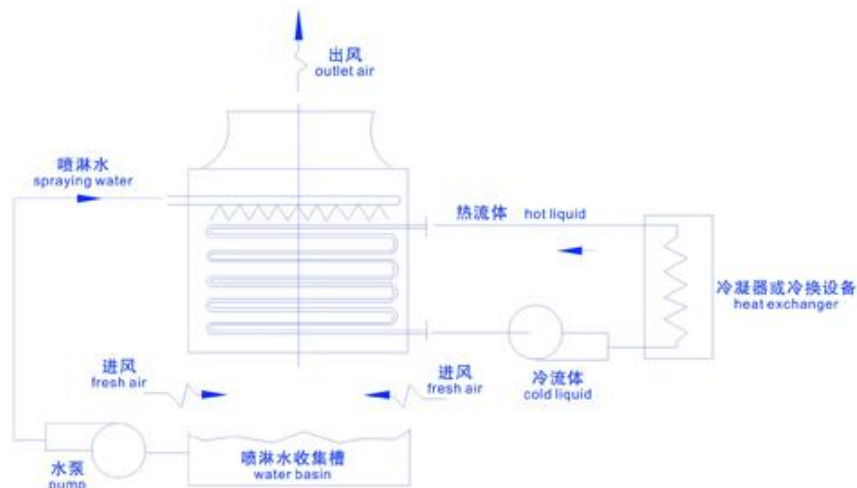 出风
outlet air
喷淋水
spraying water
热流体 hot liquid
冷凝器或冷换设备
heat exchanger
进风
fresh air
进风
fresh air
冷流体
cold liquid
喷淋水收集槽
water basin
水泵
pump